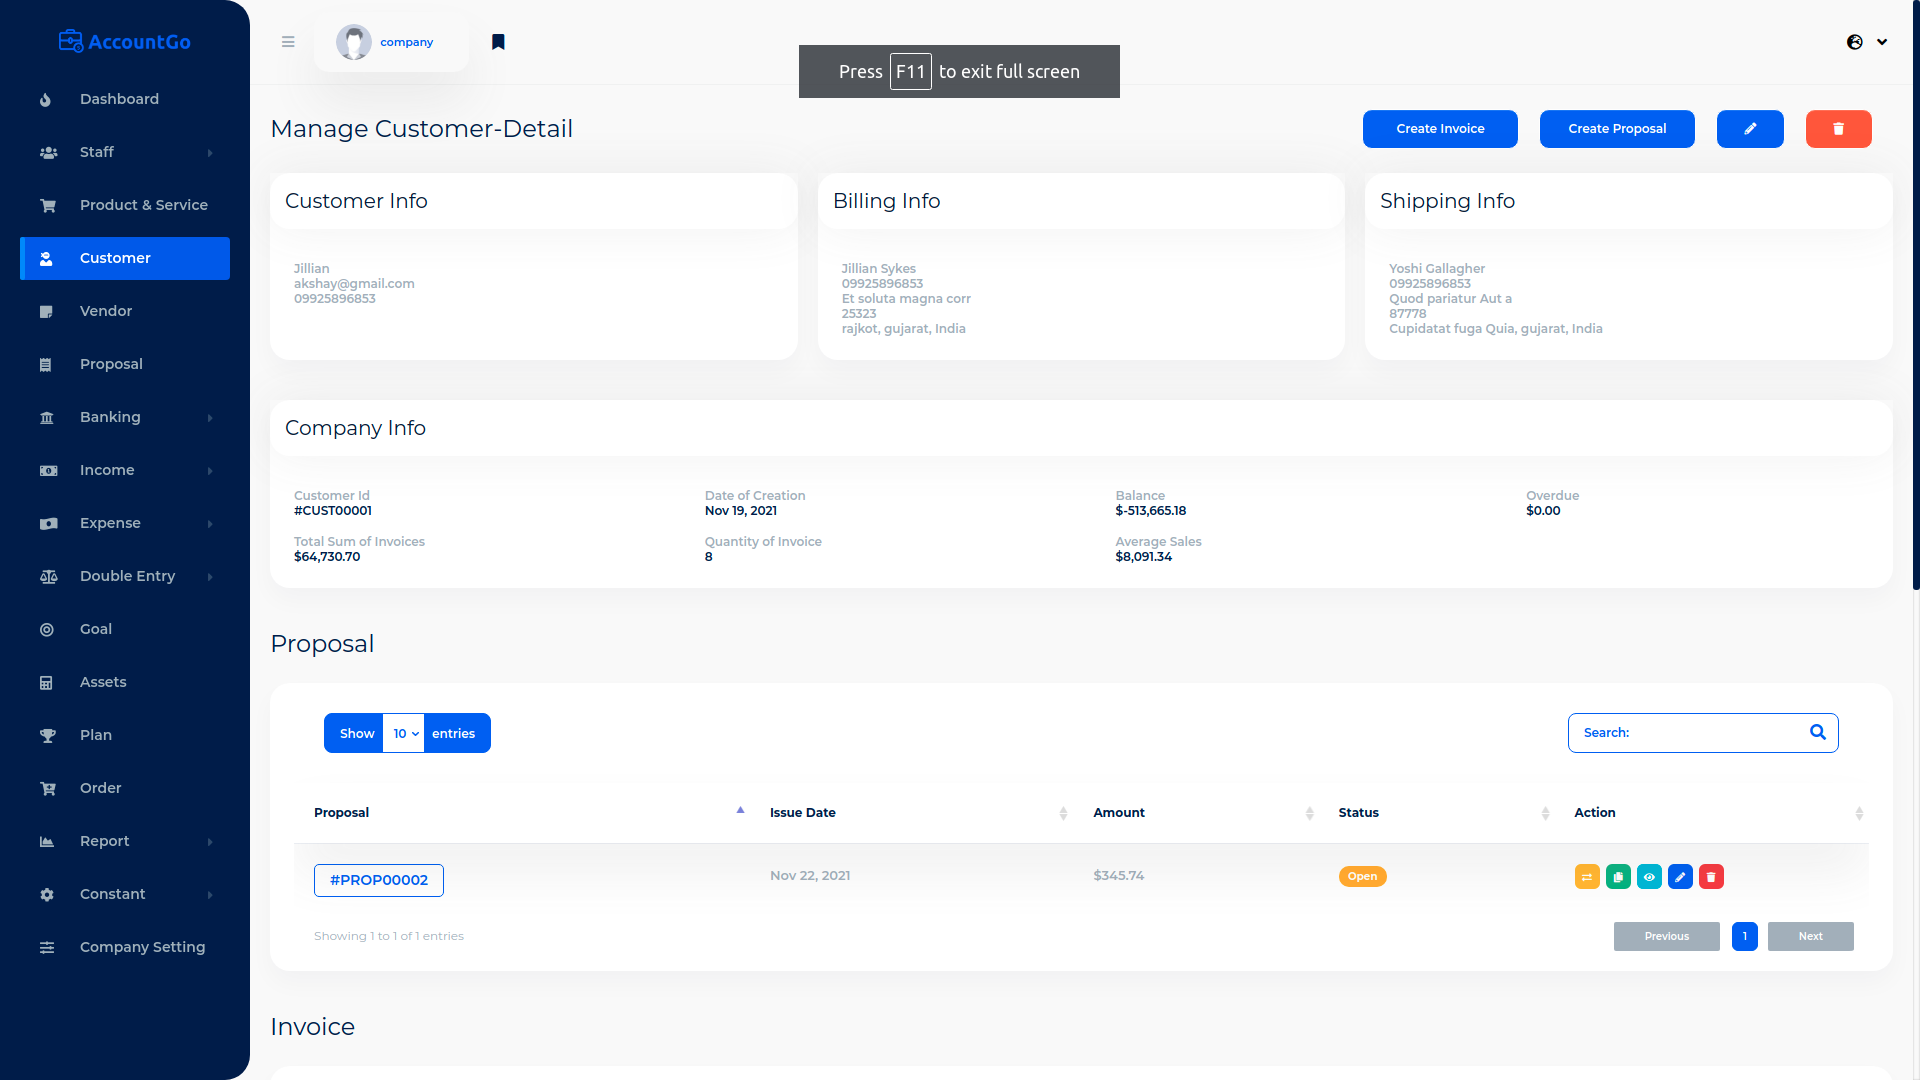 AccountGo
Dashboard
Staff
Product & Service
Customer
Vendor
Proposal
Banking
Income
Expense
Double Entry
Goal
Assets
Plan
Order
Report
Constant
Company Setting
company
Press F11 to exit full screen
Manage Customer-Detail
Create Invoice
Create Proposal
Customer Info
Jillian
akshay@gmail.com
09925896853
Billing Info
Jillian Sykes
09925896853
Et soluta magna corr
25323
rajkot, gujarat, India
Shipping Info
Yoshi Gallagher
09925896853
Quod pariatur Aut a
87778
Cupidatat fuga Quia, gujarat, India
Company Info
Customer Id
#CUST00001
Date of Creation
Nov 19, 2021
Balance
$-513,665.18
Overdue
$0.00
Total Sum of Invoices
$64,730.70
Quantity of Invoice
8
Average Sales
$8,091.34
Proposal
Show 10 entries
Search:
Proposal Issue Date Amount Status Action
#PROP00002 Nov 22, 2021 $345.74 Open
Showing 1 to 1 of 1 entries
Previous 1 Next
Invoice